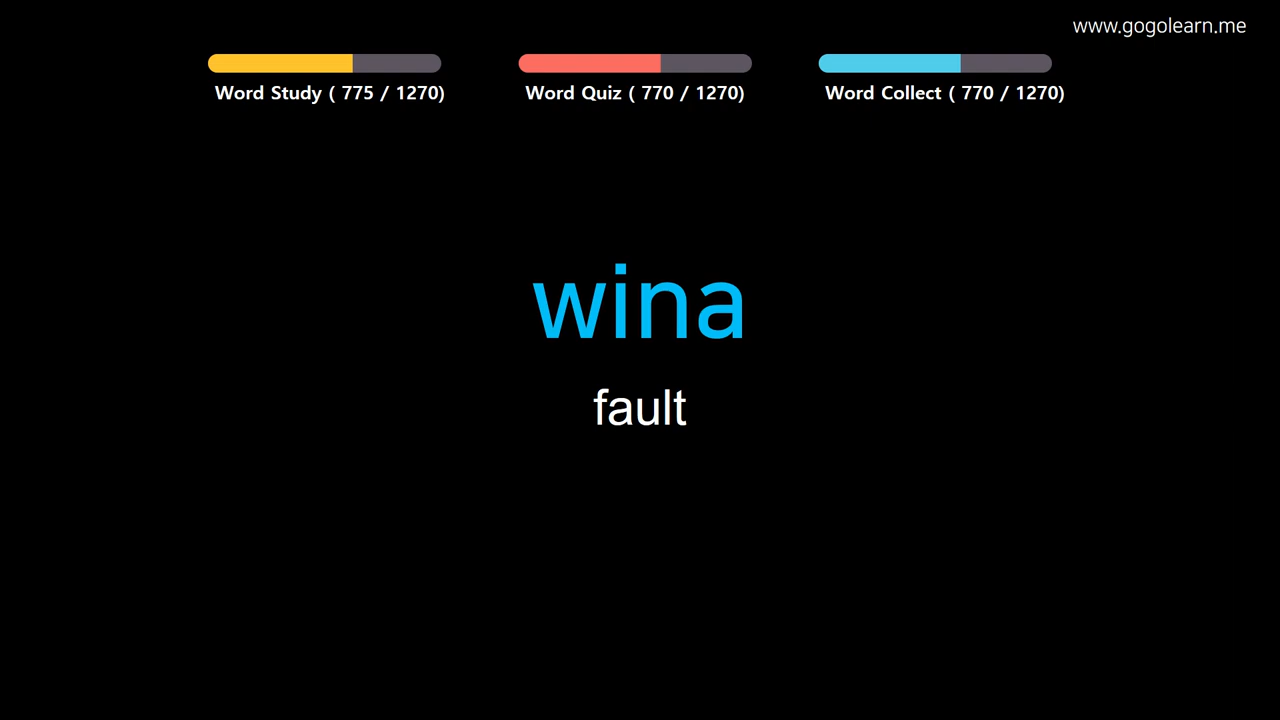 www.gogolearn.me
Word Study ( 775 / 1270)
Word Quiz ( 770 / 1270)
Word Collect ( 770 / 1270)
wina
fault